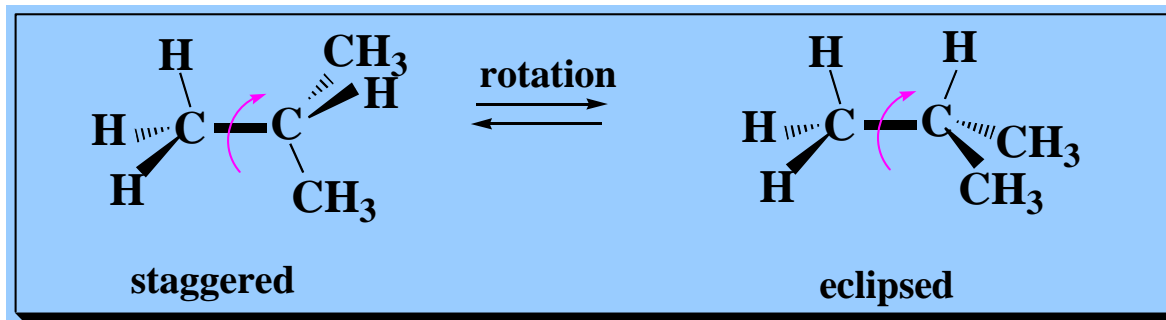 H CH3 H
H C C rotation H C C
H H CH3
H CH3 H CH3
staggered eclipsed